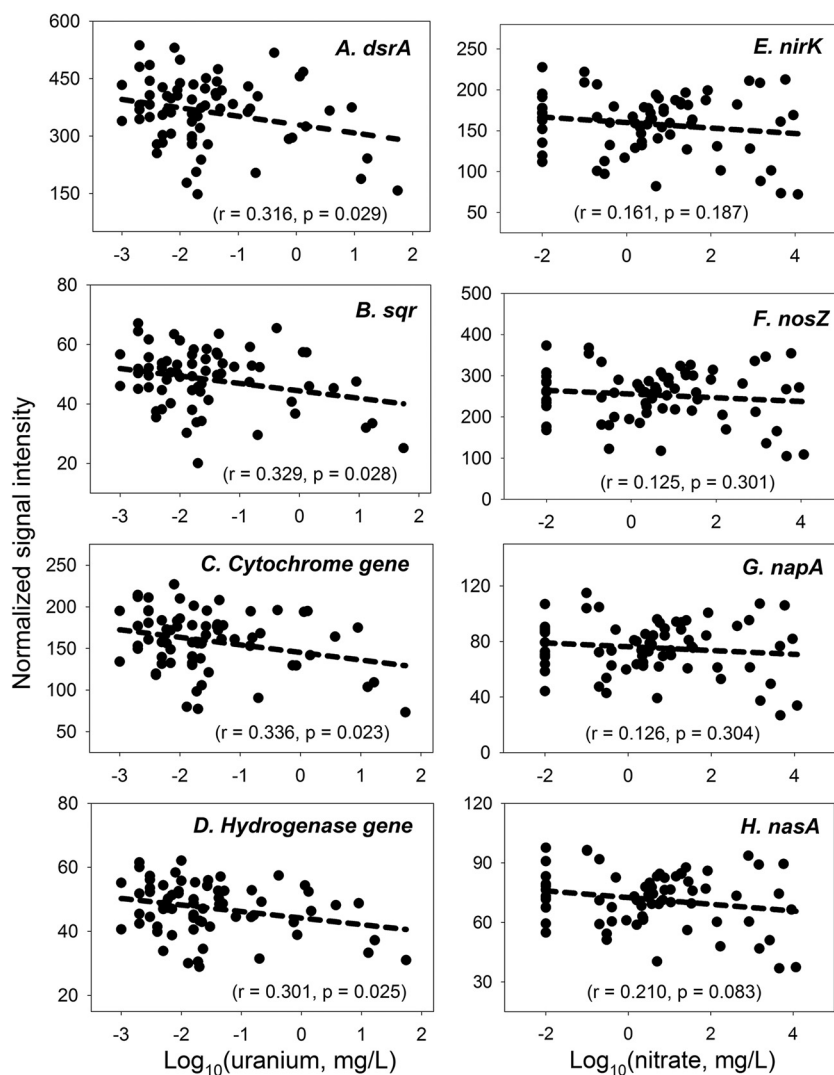 Normalized signal intensity
600
450
300
150
A. dsrA
(r = 0.316, p = 0.029)
-3 -2 -1 0 1 2
80
60
40
20
B. sqr
(r = 0.329, p = 0.028)
-3 -2 -1 0 1 2
250
200
150
100
50
C. Cytochrome gene
(r = 0.336, p = 0.023)
-3 -2 -1 0 1 2
80
60
40
20
D. Hydrogenase gene
(r = 0.301, p = 0.025)
-3 -2 -1 0 1 2
Log10(uranium, mg/L)
250
200
150
100
50
E. nirK
(r = 0.161, p = 0.187)
-2 0 2 4
500
400
300
200
100
0
F. nosZ
(r = 0.125, p = 0.301)
-2 0 2 4
120
80
40
0
G. napA
(r = 0.126, p = 0.304)
-2 0 2 4
120
90
60
30
H. nasA
(r = 0.210, p = 0.083)
-2 0 2 4
Log10(nitrate, mg/L)